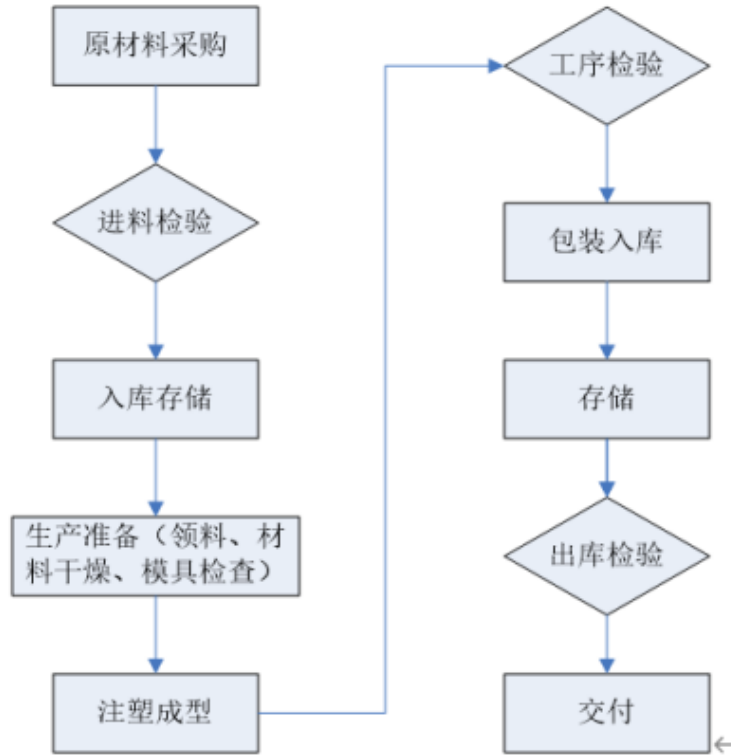 原材料采购
进料检验
入库存储
生产准备（领料、材
料干燥、模具检查）
注塑成型
工序检验
包装入库
存储
出库检验
交付